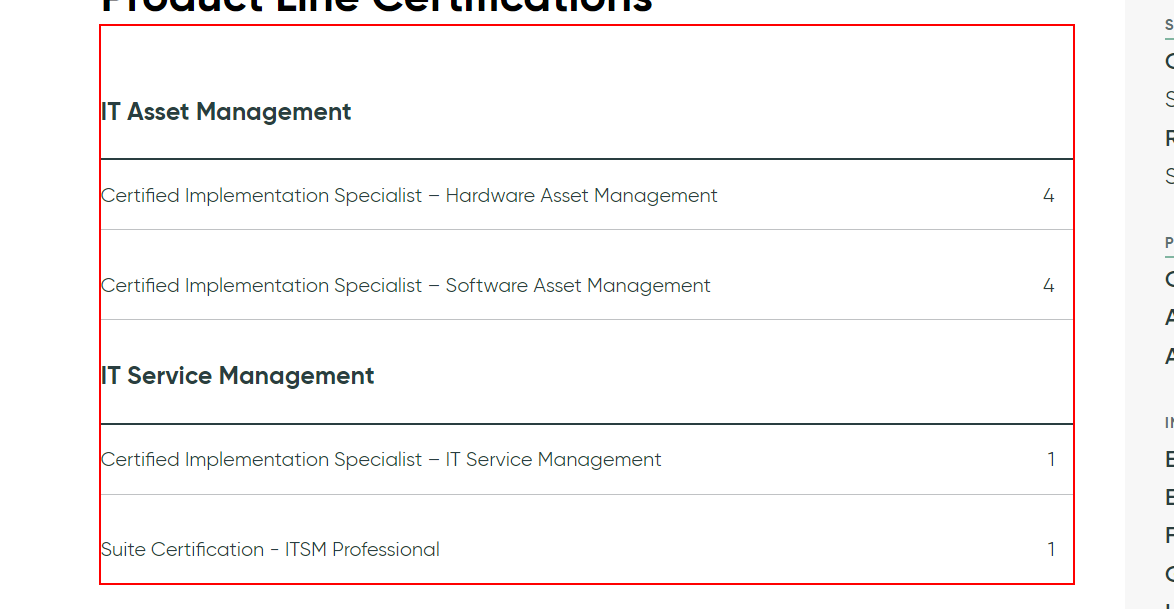 Product Line Certifications
IT Asset Management
Certified Implementation Specialist – Hardware Asset Management 4
Certified Implementation Specialist – Software Asset Management 4
IT Service Management
Certified Implementation Specialist – IT Service Management 1
Suite Certification - ITSM Professional 1